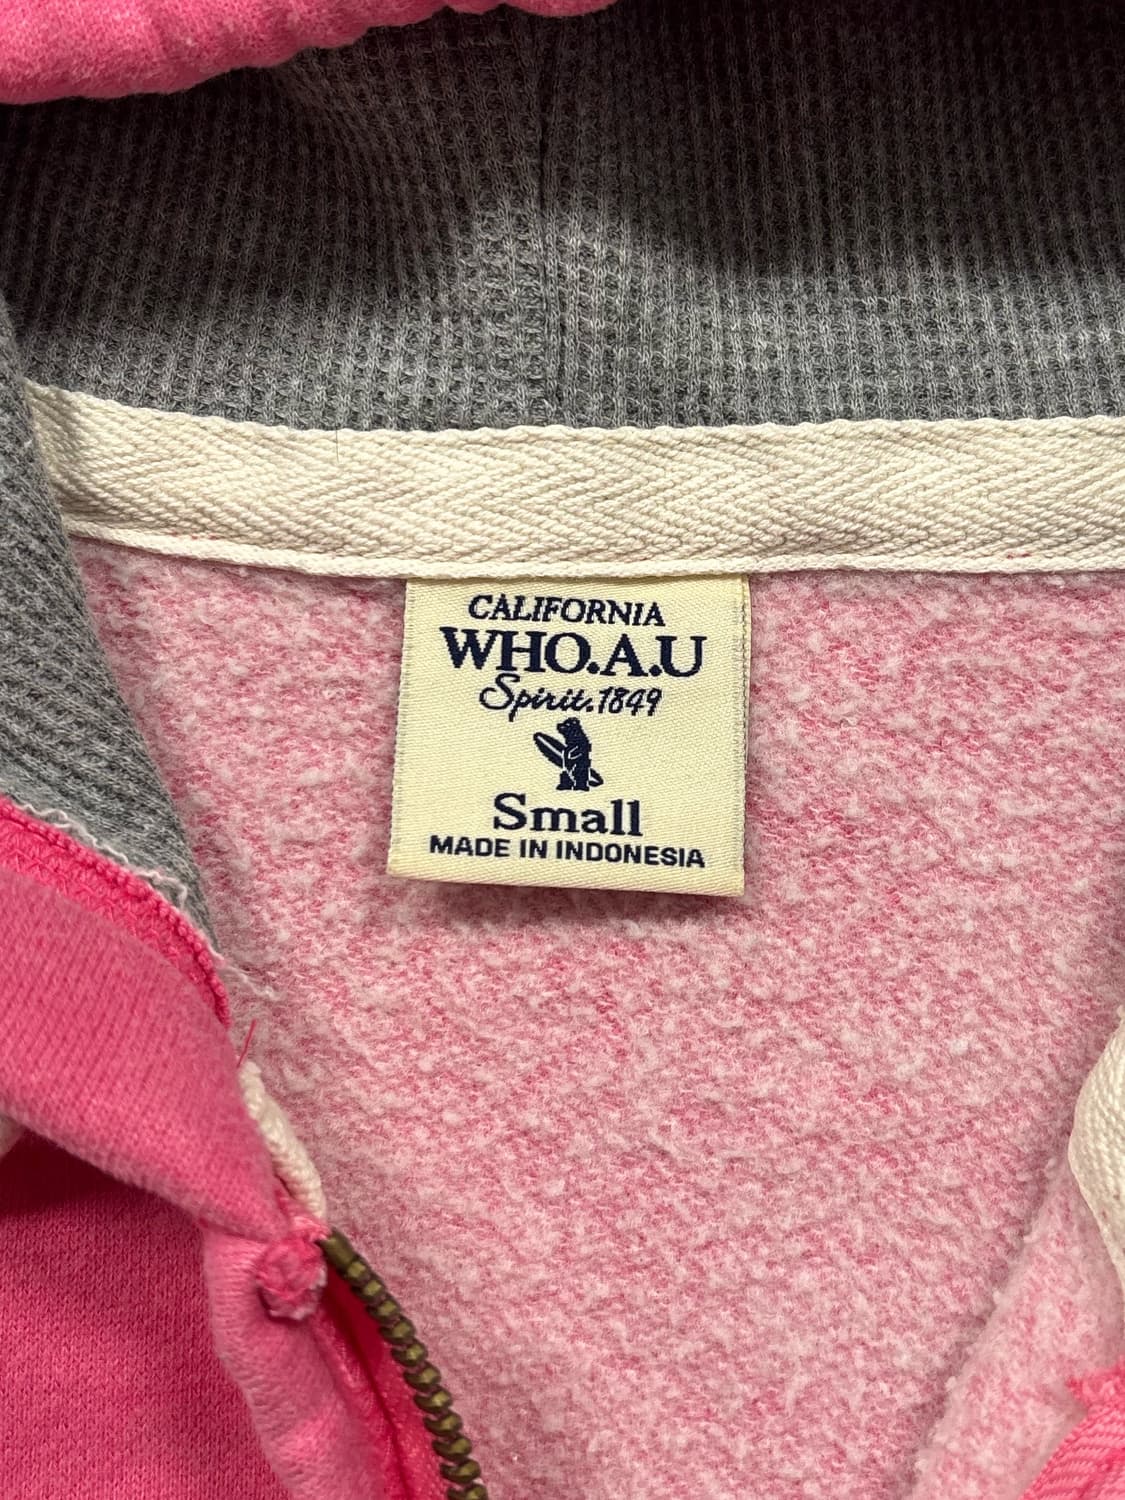 CALIFORNIA
WHO.A.U
Spirit.1849
Small
MADE IN INDONESIA